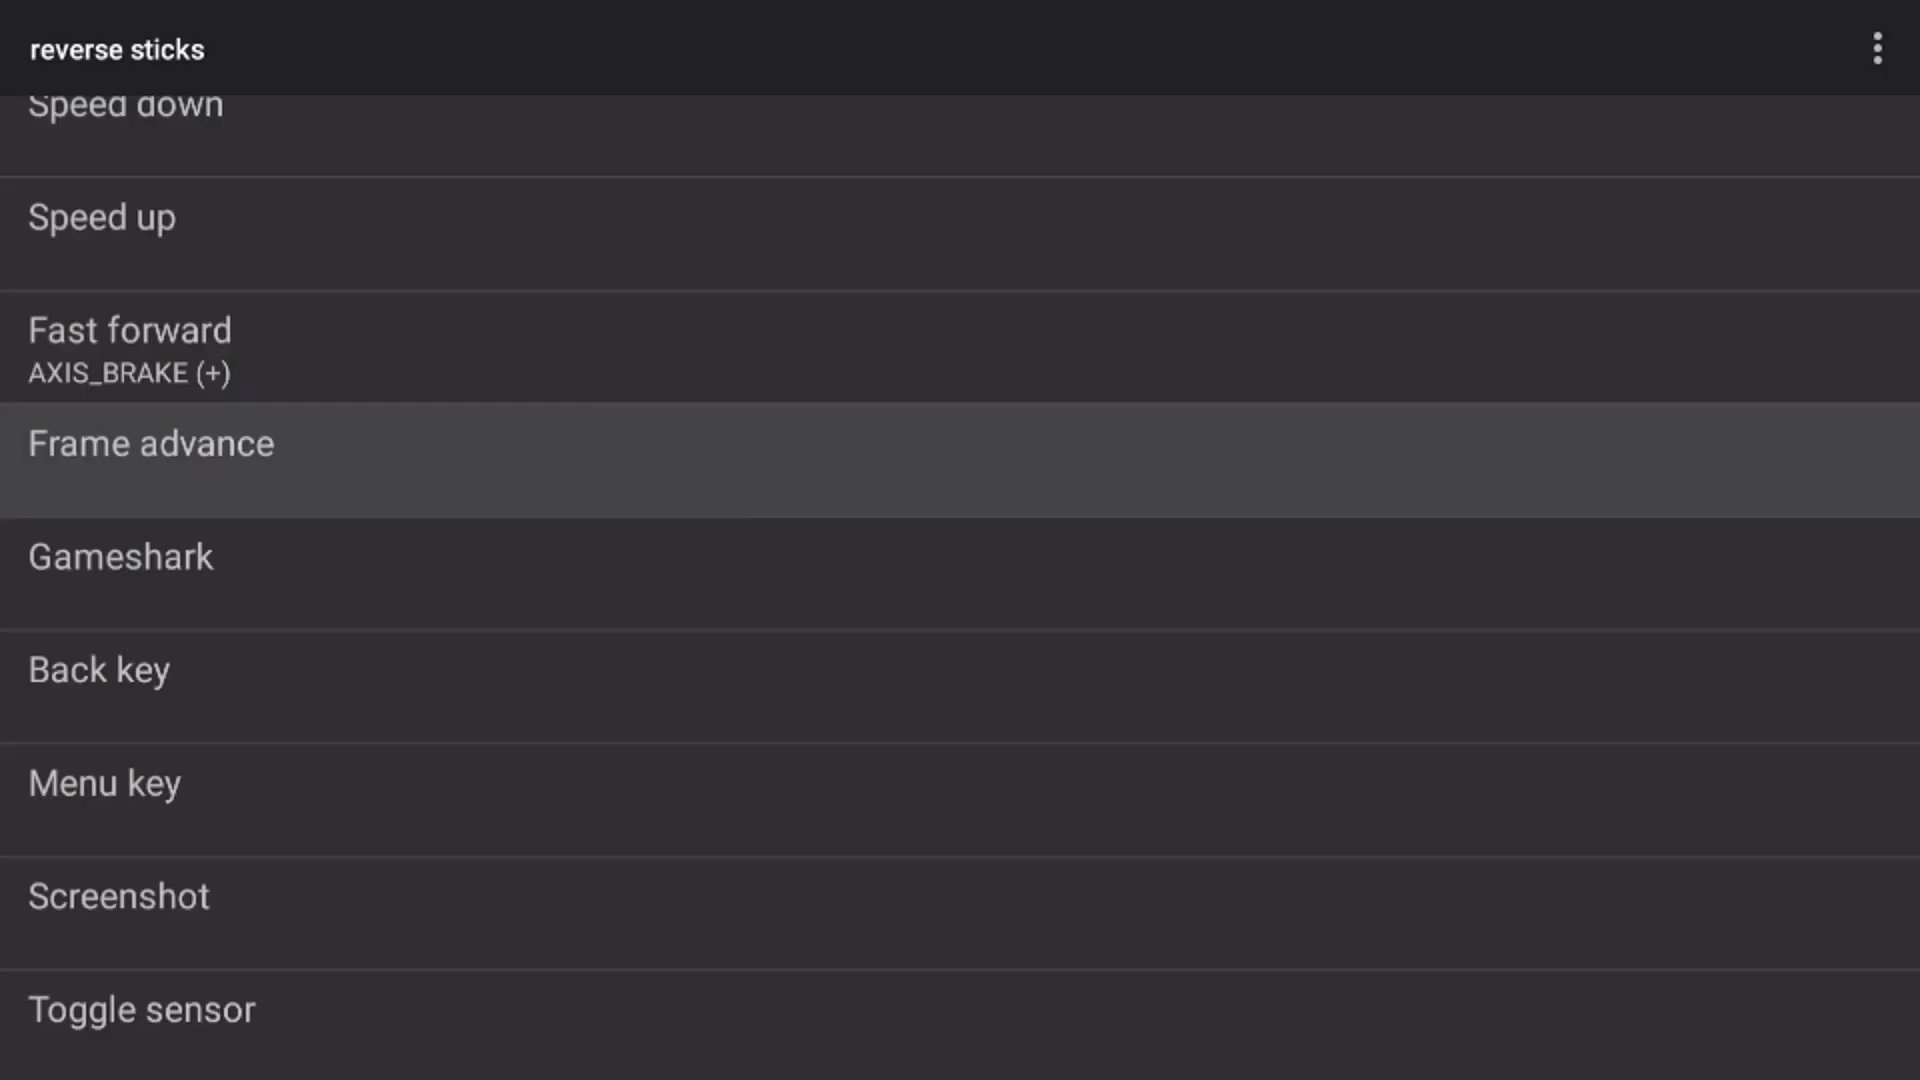 reverse sticks
Speed down
Speed up
Fast forward
AXIS_BRAKE (+)
Frame advance
Gameshark
Back key
Menu key
Screenshot
Toggle sensor